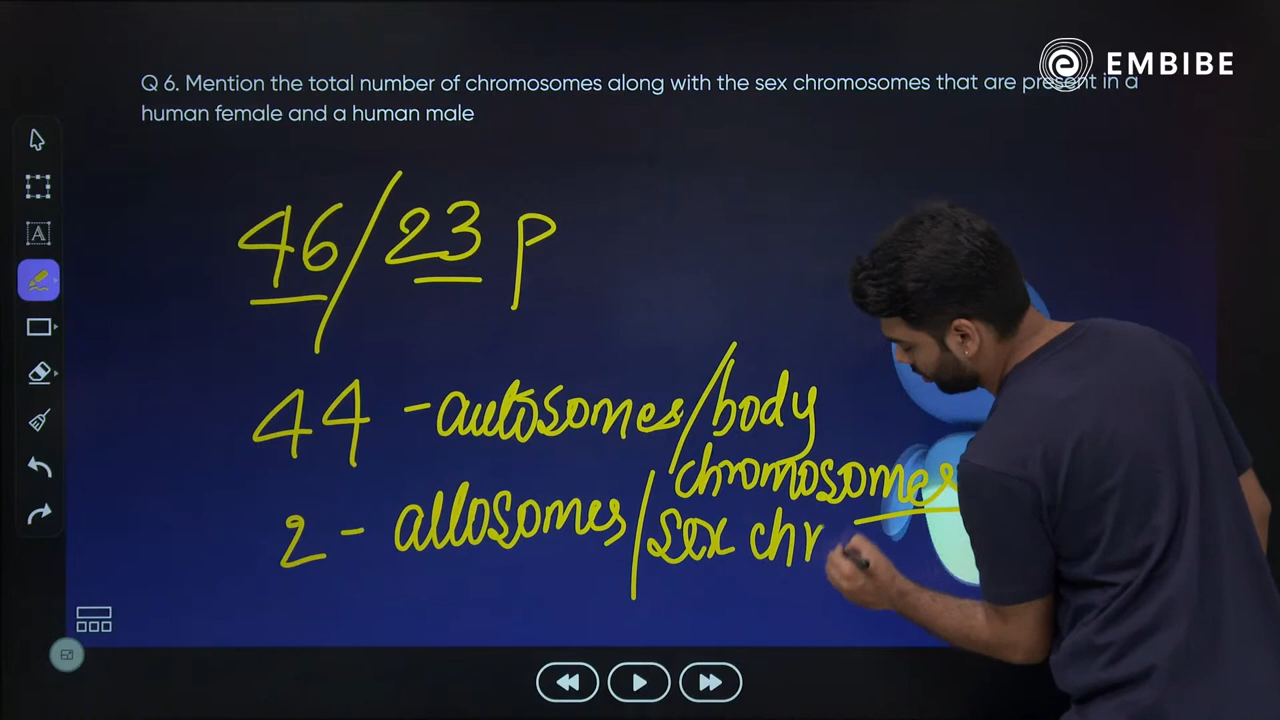 EMBIBE
Q 6. Mention the total number of chromosomes along with the sex chromosomes that are present in a
human female and a human male
46/23 p
44 - autosomes/body
chromosomes
2 - allosomes/sex chr